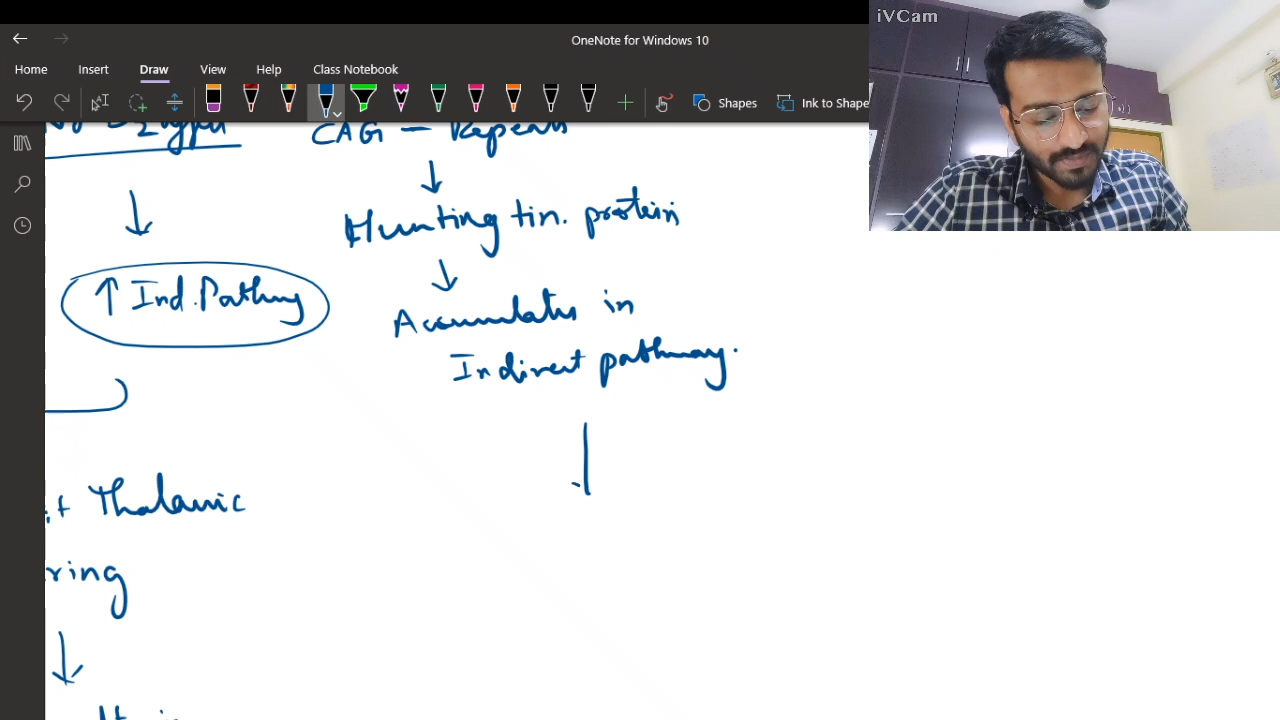 iVCam
OneNote for Windows 10
Home Insert Draw View Help Class Notebook
Shapes Ink to Shape
CAG - Repeats
↓
Hunting tin. protein
↓
Accumulates in
Indirect pathway.
↓
↑ Ind. Pathway
Thalamic
ring
↓